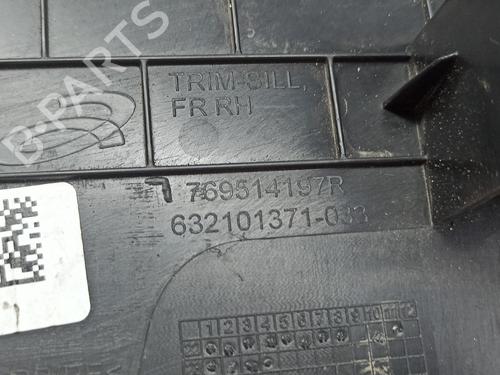 TRIM-SILL,
FR RH
769514197R
632101371-033
1 2 3 4 5 6 7 8 9 10 11 12
B-PARTS